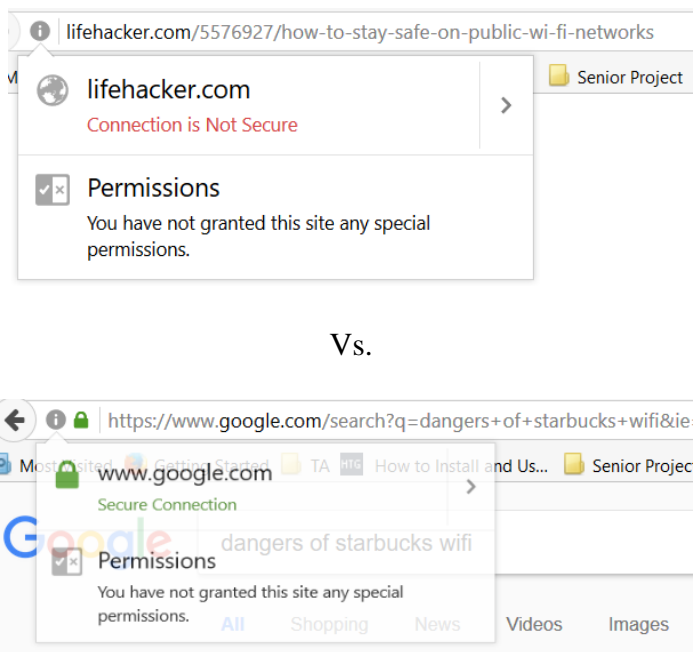 lifehacker.com/5576927/how-to-stay-safe-on-public-wi-fi-networks
M
Senior Project
lifehacker.com
Connection is Not Secure
Permissions
You have not granted this site any special
permissions.
Vs.
https://www.google.com/search?q=dangers+of+starbucks+wifi&ie=
Most Visited Getting Started TA HTG How to Install and Us... Senior Project
www.google.com
Secure Connection
Google dangers of starbucks wifi
Permissions
You have not granted this site any special
permissions.
All Shopping News Videos Images